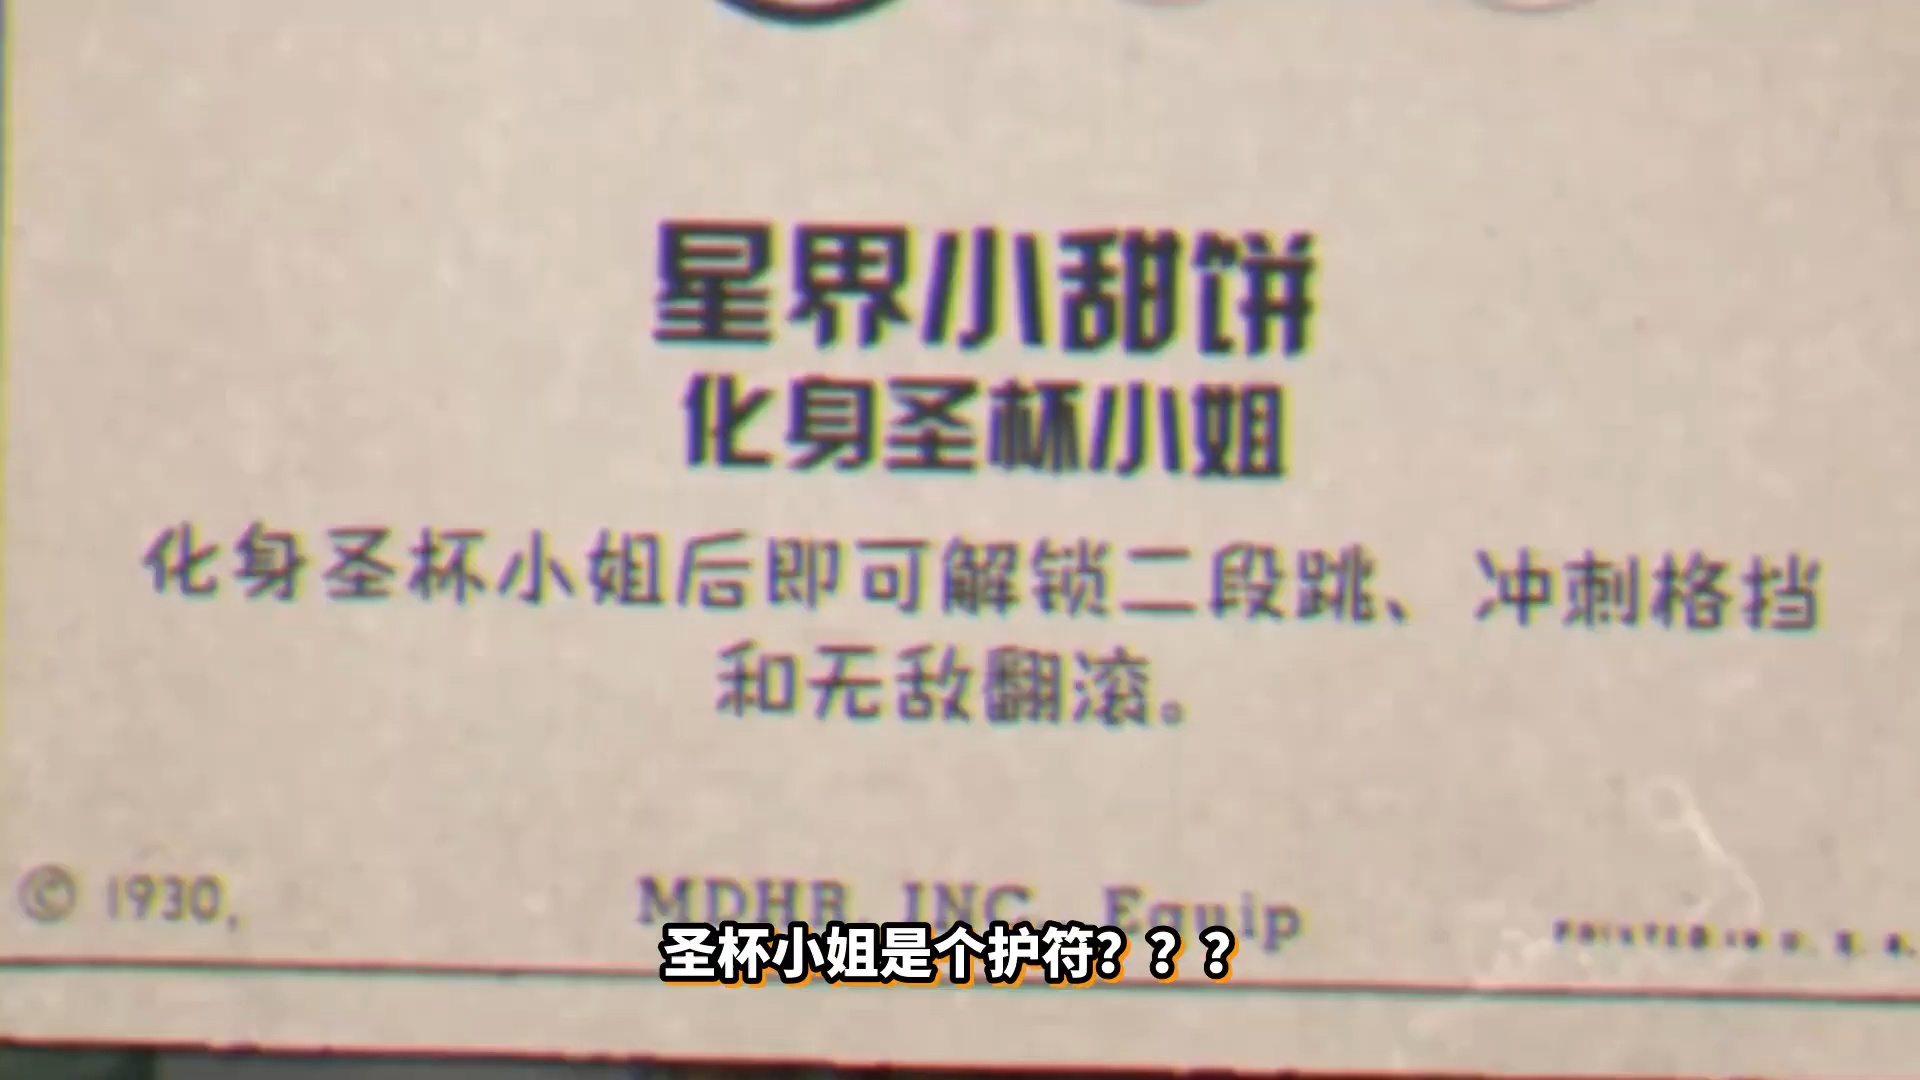 星界小甜饼
化身圣杯小姐
化身圣杯小姐后即可解锁二段跳、冲刺格挡
和无敌翻滚。
© 1930,
MDHR, INC. Equip
PRINTED IN U. S. A.
圣杯小姐是个护符？？？